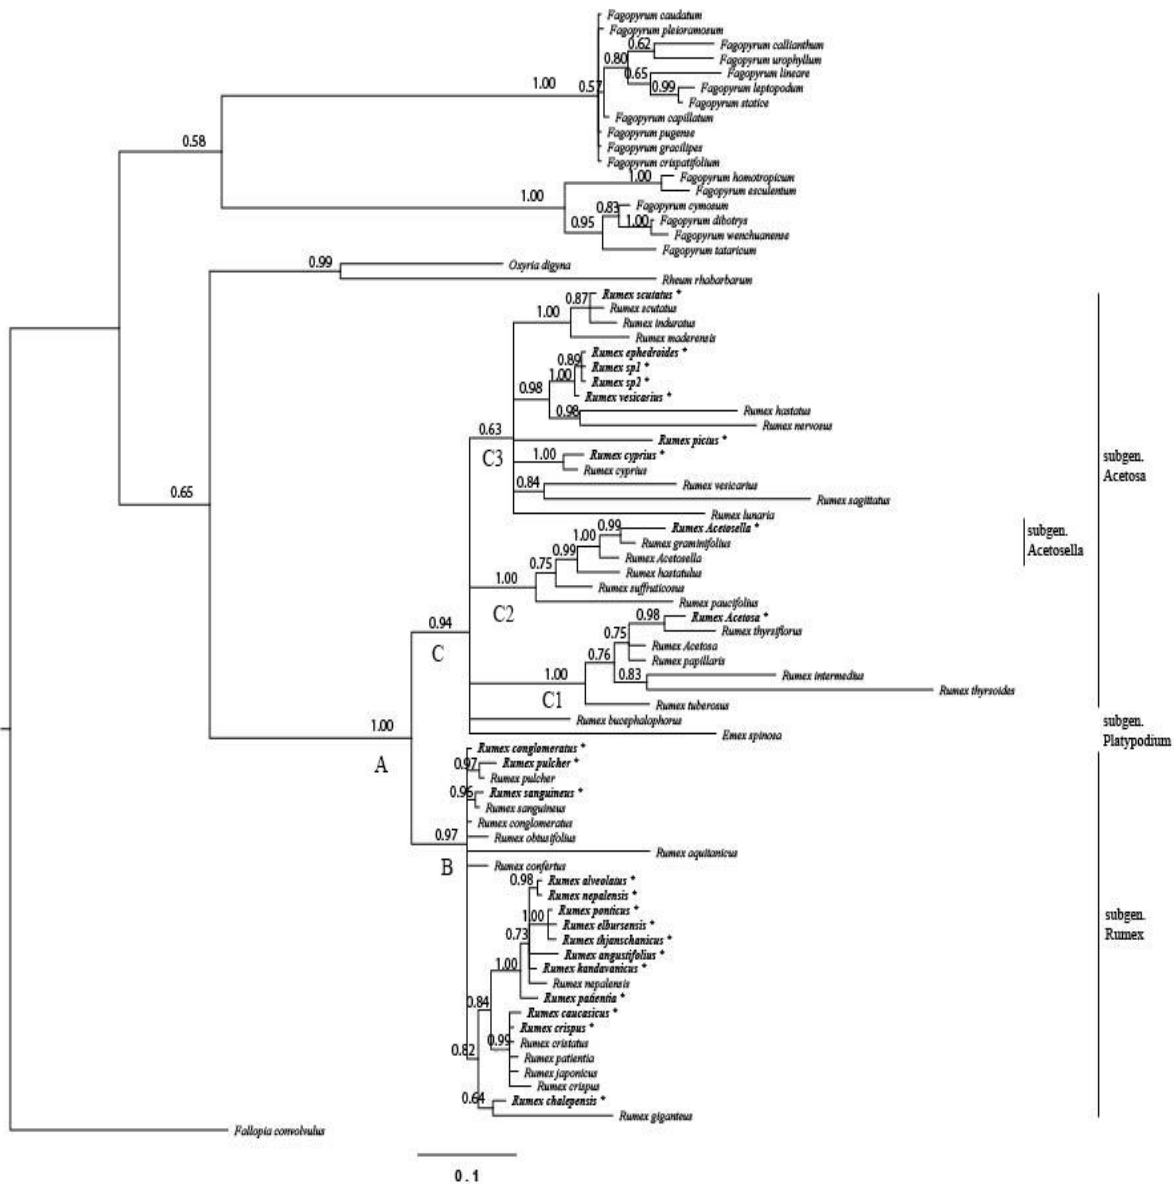 Fagopyrum caudatum
Fagopyrum pleioramosum
0.62
Fagopyrum callianthum
0.80
Fagopyrum urophyllum
0.65
Fagopyrum lineare
1.00
0.57
0.99
Fagopyrum leptopodum
Fagopyrum statice
Fagopyrum capillatum
Fagopyrum pugense
0.58
Fagopyrum gracilipes
Fagopyrum crispatifolium
1.00
Fagopyrum homotropicum
Fagopyrum esculentum
1.00
0.83
Fagopyrum cymosum
0.95
1.00
Fagopyrum dibotrys
Fagopyrum wenchuanense
Fagopyrum tataricum
0.99
Oxyria digyna
Rheum rhabarbarum
0.87
Rumex scutatus *
1.00
Rumex scutatus
Rumex induratus
Rumex maderensis
Rumex ephedroides *
0.89
Rumex sp1 *
1.00
Rumex sp2 *
0.98
Rumex vesicarius *
0.98
Rumex hastatus
Rumex nervosus
0.63
Rumex pictus *
C3
1.00
Rumex cyprius *
Rumex cyprius
subgen.
Acetosa
0.65
0.84
Rumex vesicarius
Rumex sagittatus
Rumex lunaria
0.99
Rumex Acetosella *
1.00
Rumex graminifolius
subgen.
Acetosella
0.99
Rumex Acetosella
0.75
Rumex hastatulus
1.00
Rumex suffruticosus
Rumex paucifolius
C2
0.98
Rumex Acetosa *
0.94
0.75
Rumex thyrsiflorus
Rumex Acetosa
C
0.76
Rumex papillaris
1.00
0.83
Rumex intermedius
Rumex thyrsoides
C1
Rumex tuberosus
1.00
Rumex bucephalophorus
subgen.
Platypodium
Emex spinosa
A
Rumex conglomeratus *
0.97
Rumex pulcher *
Rumex pulcher
0.96
Rumex sanguineus *
Rumex sanguineus
Rumex conglomeratus
0.97
Rumex obtusifolius
Rumex aquitanicus
B
Rumex confertus
0.98
Rumex alveolatus *
Rumex nepalensis *
1.00
Rumex ponticus *
0.73
Rumex elbursensis *
subgen.
Rumex
Rumex thjanschanicus *
Rumex angustifolius *
1.00
Rumex kandavanicus *
Rumex nepalensis
0.84
Rumex patientia *
Rumex caucasicus *
Rumex crispus *
0.99
Rumex cristatus
0.82
Rumex patientia
Rumex japonicus
Rumex crispus
0.64
Rumex chalepensis *
Rumex giganteus
Fallopia convolvulus
0.1